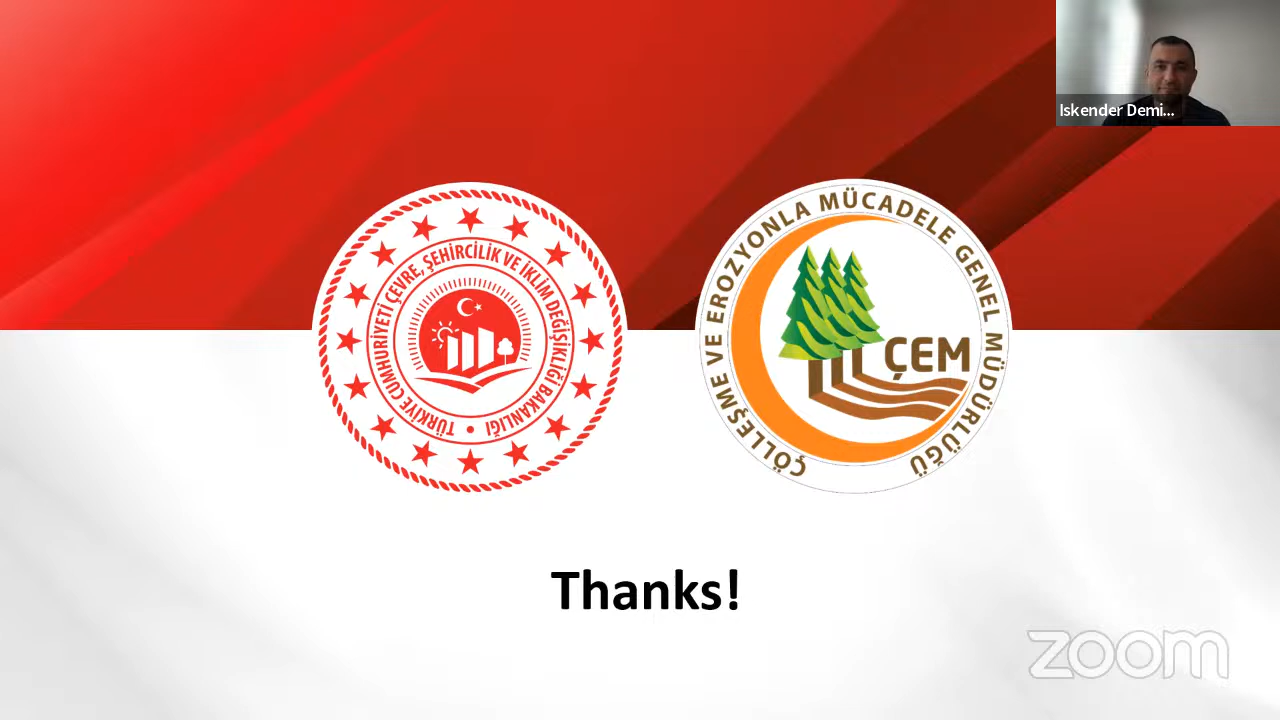 Iskender Demi...
TÜRKİYE CUMHURİYETİ ÇEVRE, ŞEHİRCİLİK VE İKLİM DEĞİŞİKLİĞİ BAKANLIĞI
ÇÖLLEŞME VE EROZYONLA MÜCADELE GENEL MÜDÜRLÜĞÜ
ÇEM
Thanks!
zoom